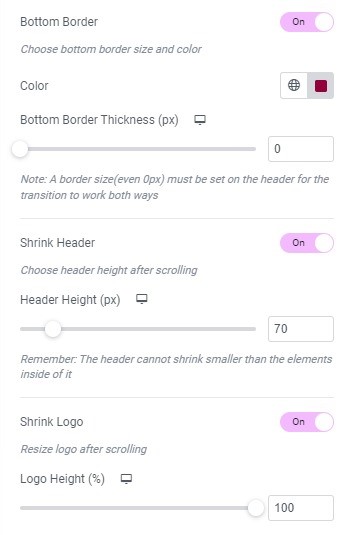 Bottom Border On
Choose bottom border size and color
Color
Bottom Border Thickness (px)
0
Note: A border size(even 0px) must be set on the header for the
transition to work both ways
Shrink Header On
Choose header height after scrolling
Header Height (px)
70
Remember: The header cannot shrink smaller than the elements
inside of it
Shrink Logo On
Resize logo after scrolling
Logo Height (%)
100